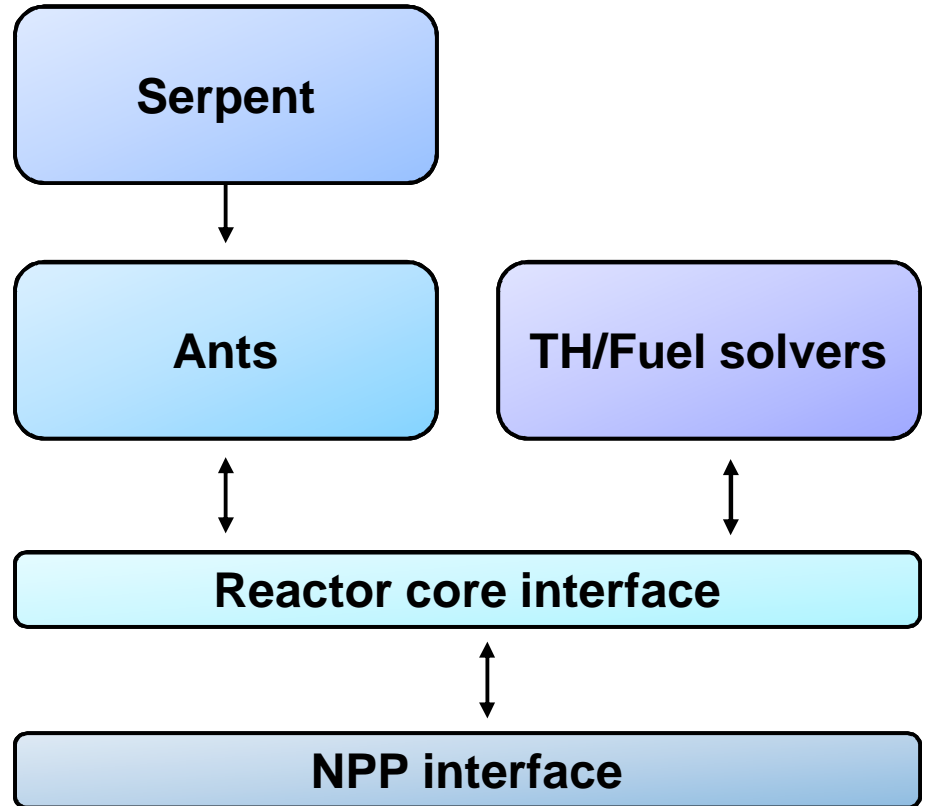 Serpent
Ants
TH/Fuel solvers
Reactor core interface
NPP interface